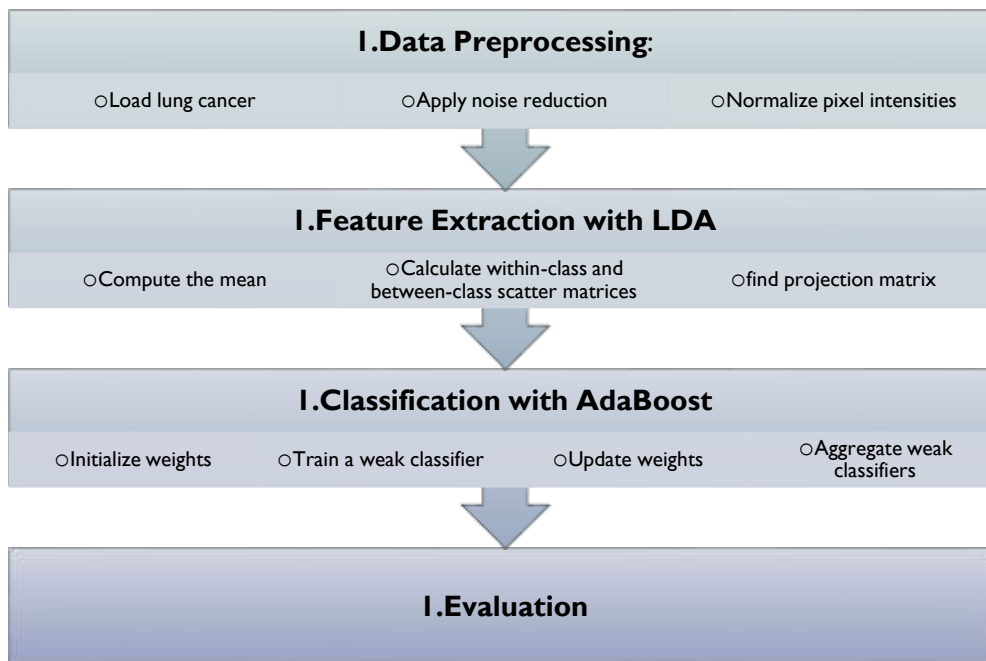 1.Data Preprocessing:
○Load lung cancer
○Apply noise reduction
○Normalize pixel intensities
1.Feature Extraction with LDA
○Compute the mean
○Calculate within-class and
between-class scatter matrices
○find projection matrix
1.Classification with AdaBoost
○Initialize weights
○Train a weak classifier
○Update weights
○Aggregate weak
classifiers
1.Evaluation